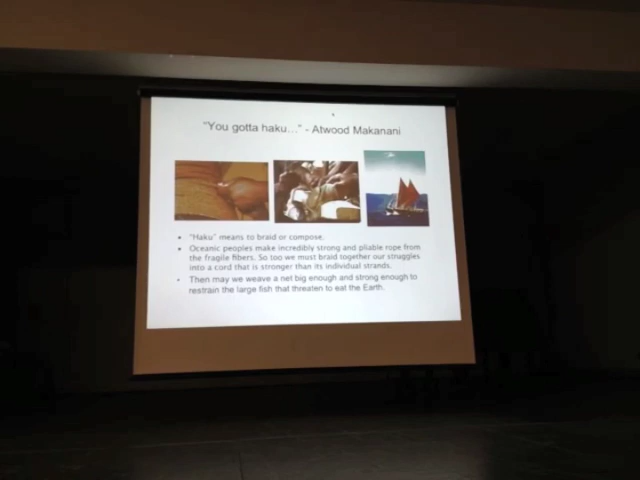 "You gotta haku..." - Atwood Makanani
• "Haku" means to braid or compose.
• Oceanic peoples make incredibly strong and pliable rope from
the fragile fibers. So too we must braid together our struggles
into a cord that is stronger than its individual strands.
• Then may we weave a net big enough and strong enough to
restrain the large fish that threaten to eat the Earth.